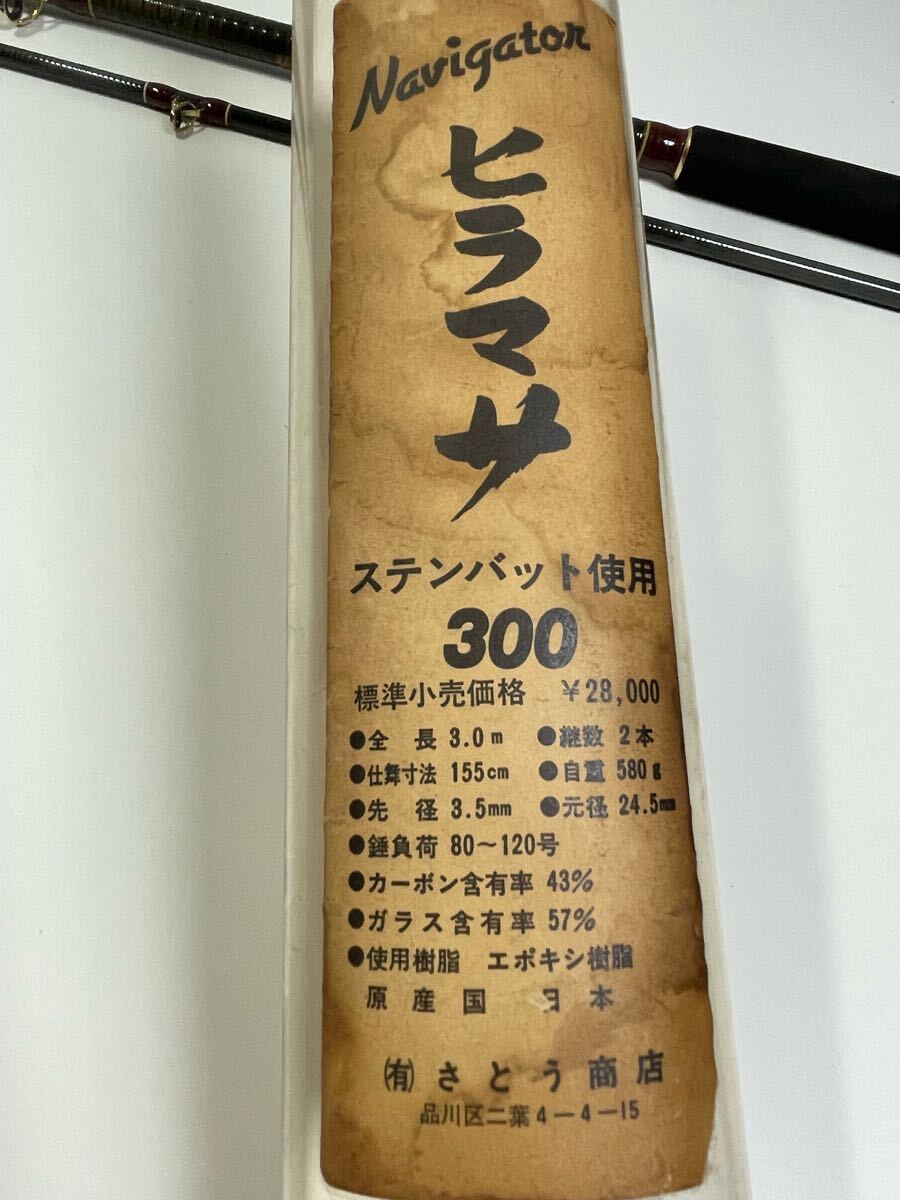 Navigator
ヒラマサ
ステンバット使用
300
標準小売価格 ¥28,000
●全 長 3.0m ●継数 2本
●仕舞寸法 155cm ●自重 580g
●先 径 3.5mm ●元径 24.5mm
●錘負荷 80〜120号
●カーボン含有率 43%
●ガラス含有率 57%
●使用樹脂 エポキシ樹脂
原産国 日本
㈲さとう商店
品川区二葉4-4-15